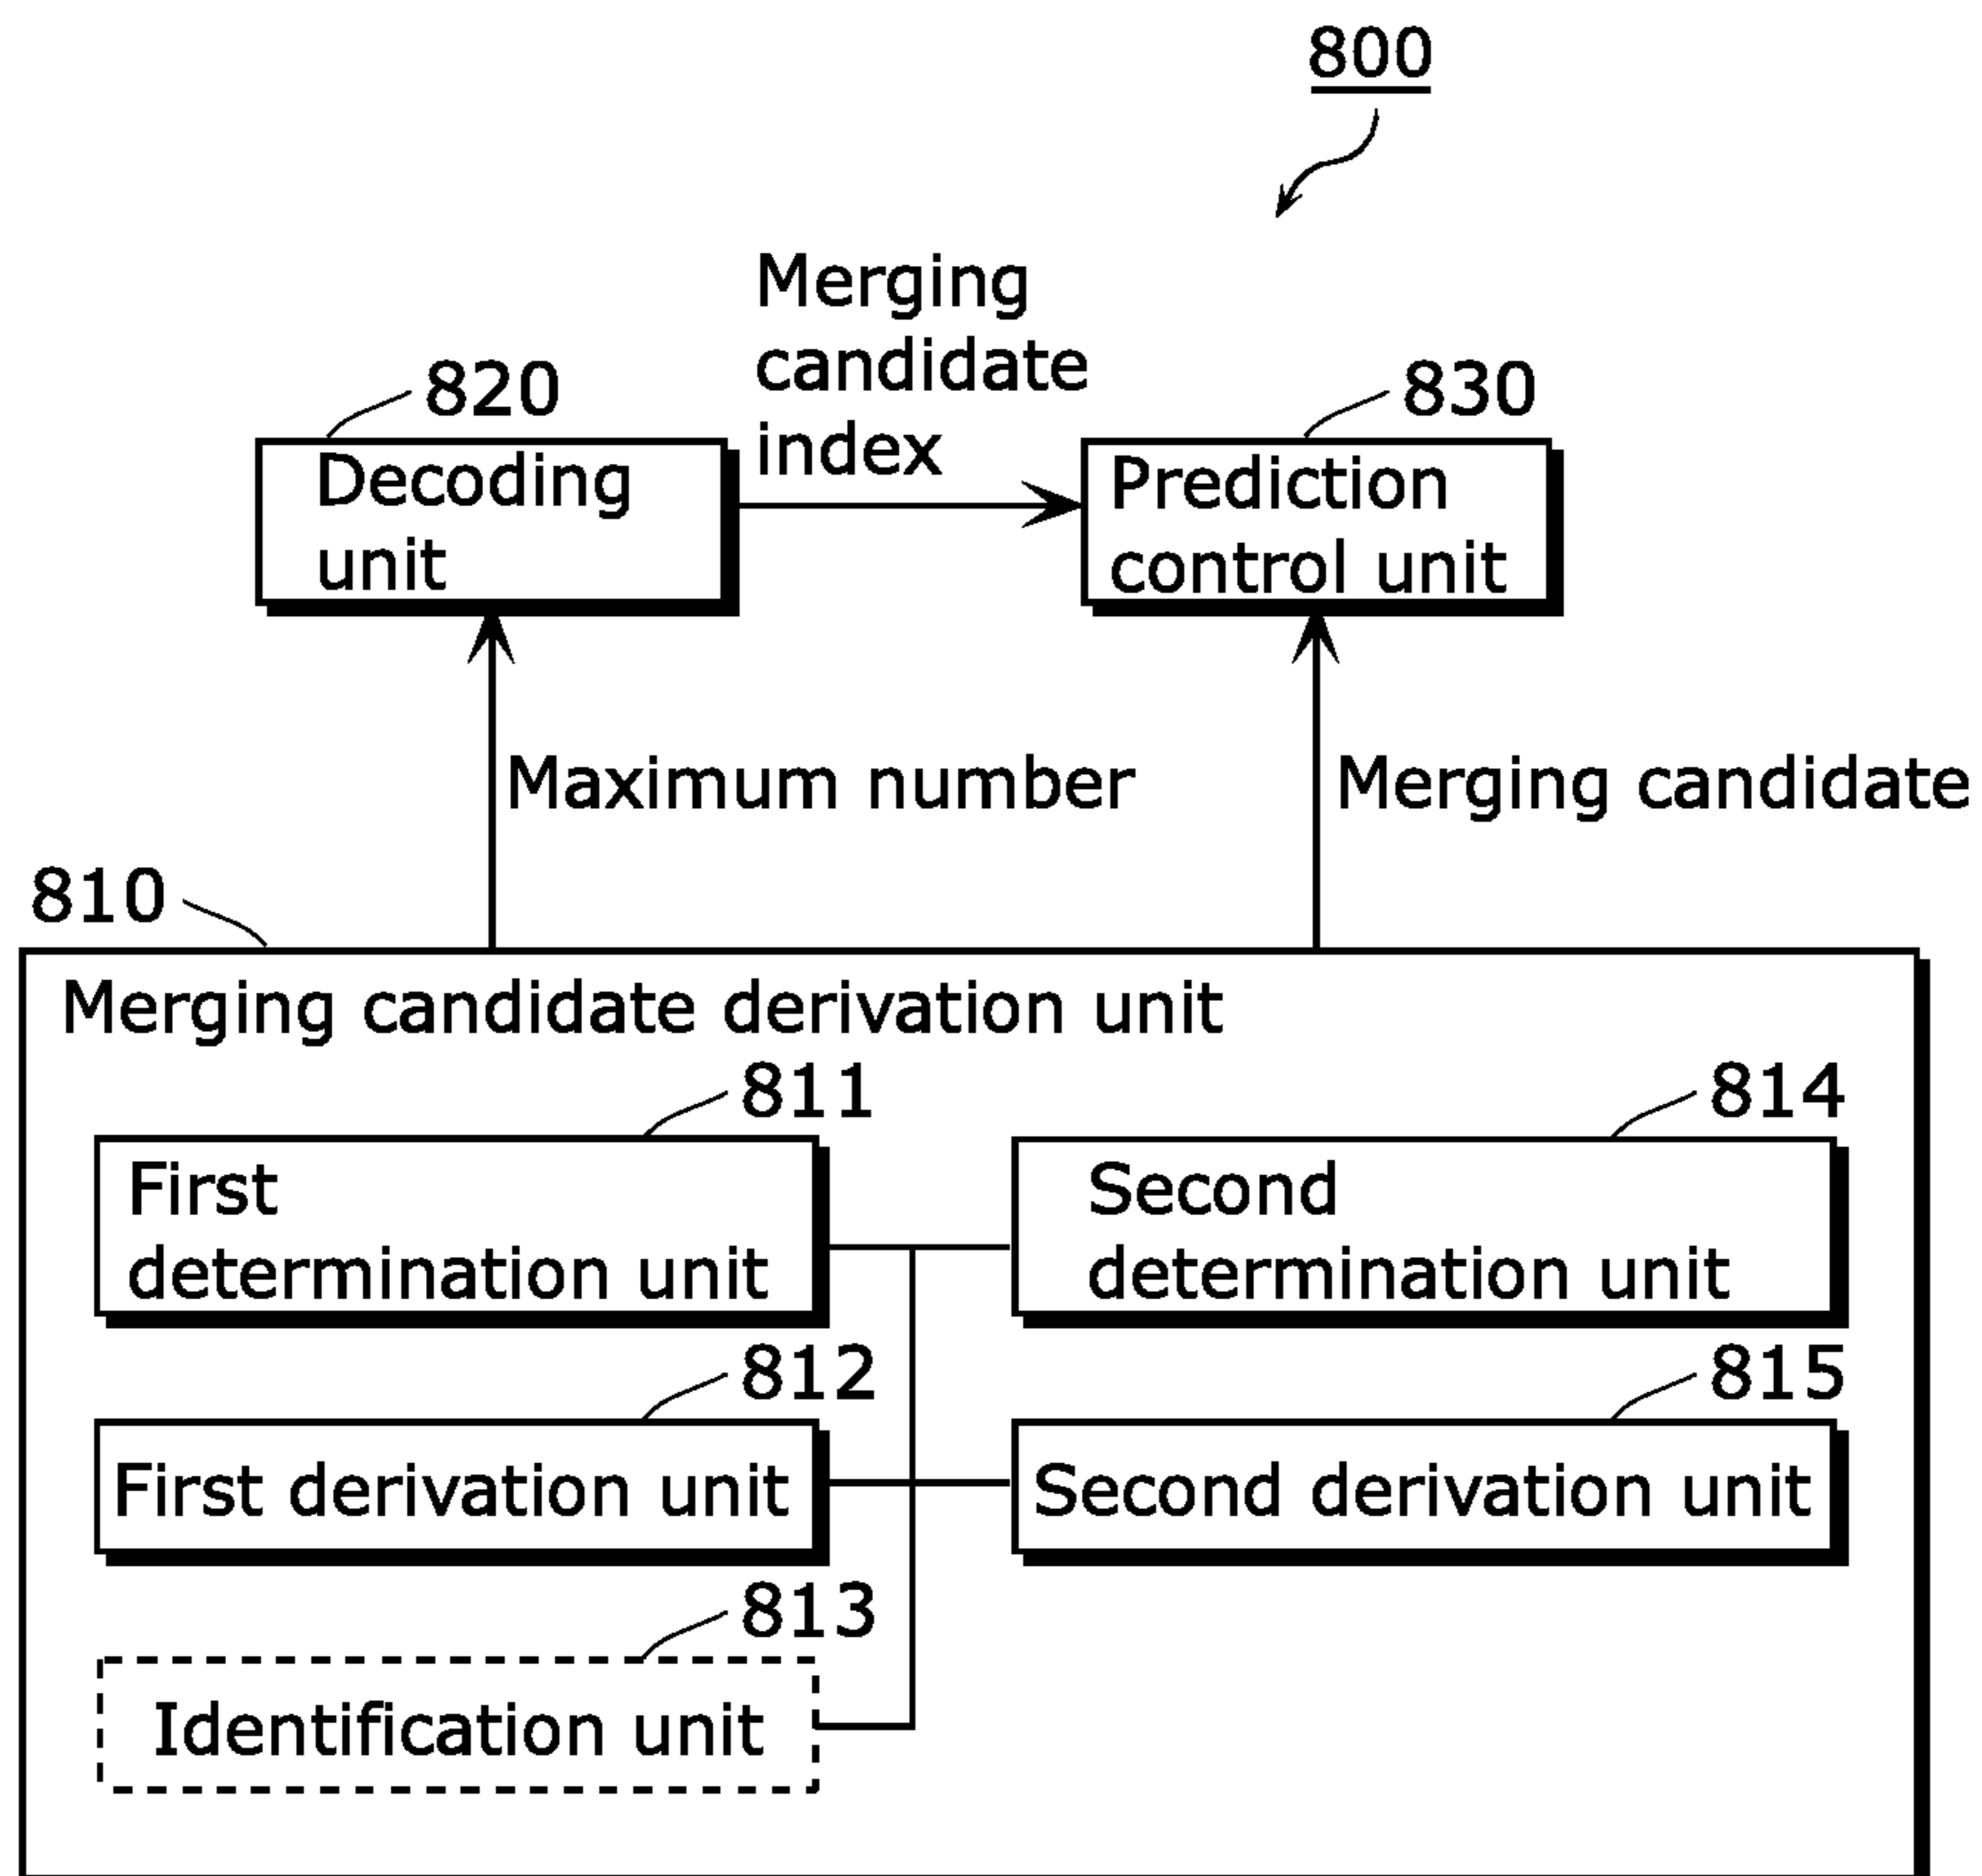 800
Merging
candidate
index
820
830
Decoding
unit
Prediction
control unit
Maximum number
Merging candidate
810
Merging candidate derivation unit
811
814
First
determination unit
Second
determination unit
812
815
First derivation unit
Second derivation unit
813
Identification unit